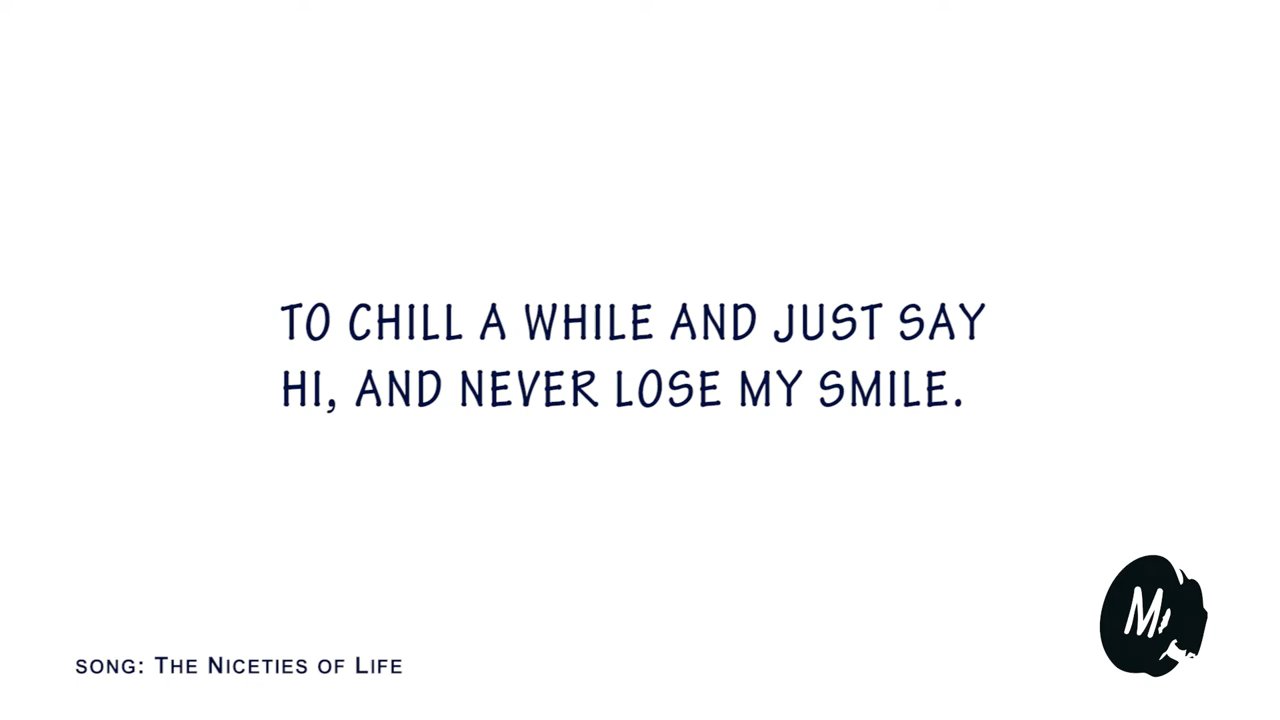 TO CHILL A WHILE AND JUST SAY
HI, AND NEVER LOSE MY SMILE.
SONG: THE NICETIES OF LIFE
M